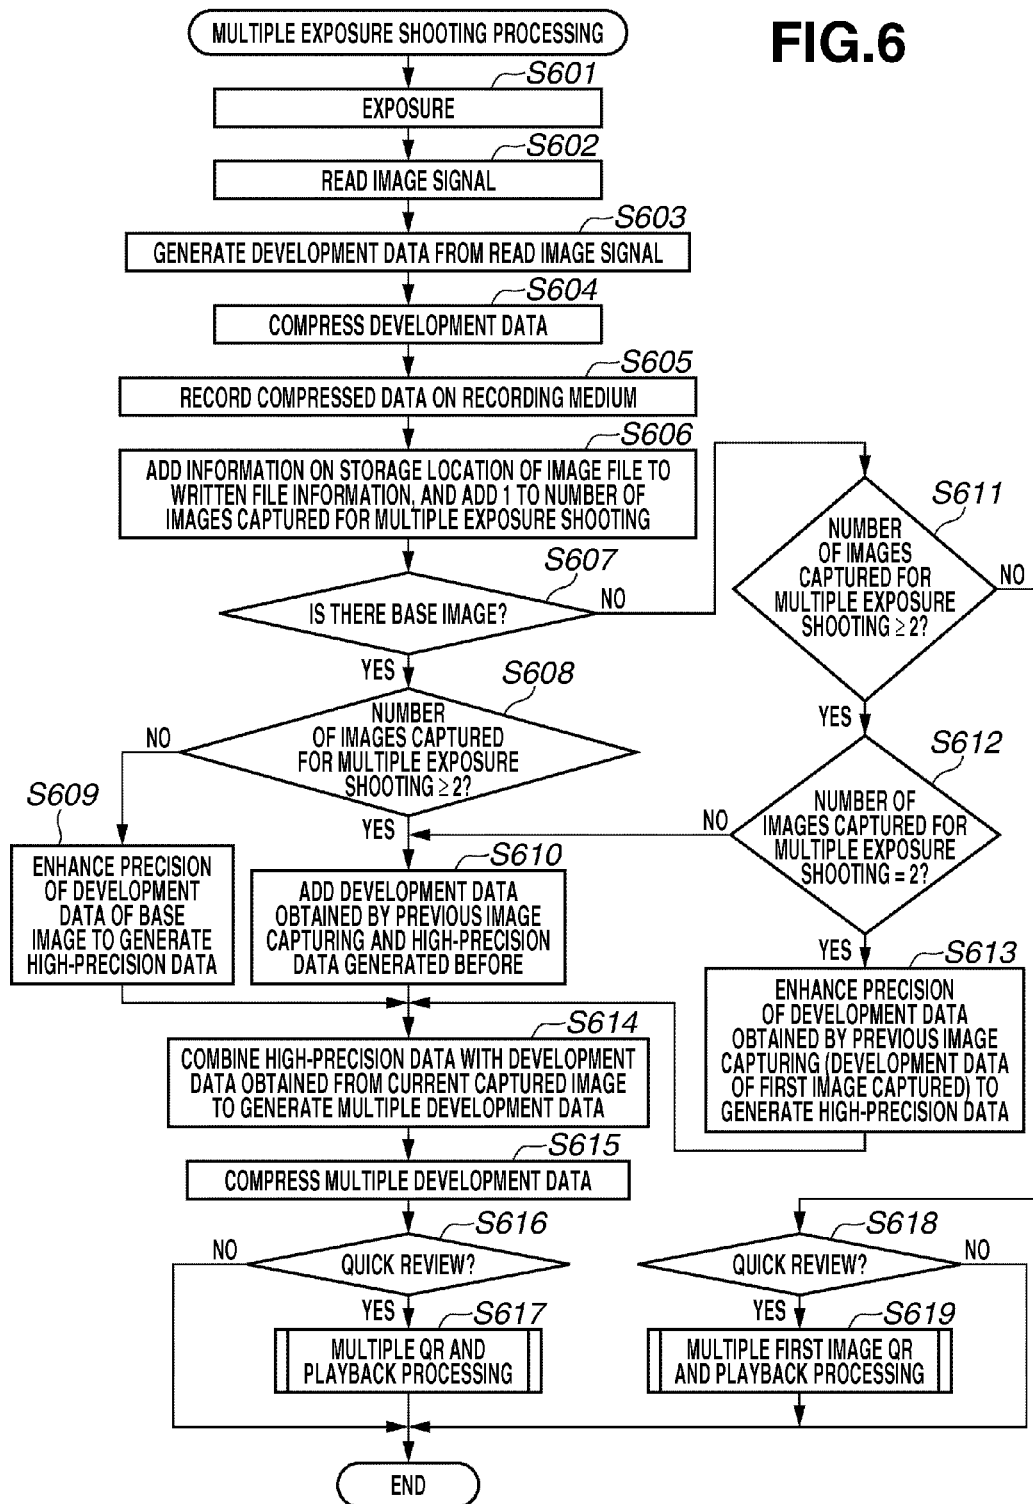 FIG.6
MULTIPLE EXPOSURE SHOOTING PROCESSING
S601
EXPOSURE
S602
READ IMAGE SIGNAL
S603
GENERATE DEVELOPMENT DATA FROM READ IMAGE SIGNAL
S604
COMPRESS DEVELOPMENT DATA
S605
RECORD COMPRESSED DATA ON RECORDING MEDIUM
S606
ADD INFORMATION ON STORAGE LOCATION OF IMAGE FILE TO
WRITTEN FILE INFORMATION, AND ADD 1 TO NUMBER OF
IMAGES CAPTURED FOR MULTIPLE EXPOSURE SHOOTING
S607
IS THERE BASE IMAGE?
NO
YES
S608
NUMBER
OF IMAGES CAPTURED
FOR MULTIPLE EXPOSURE
SHOOTING ≥ 2?
NO
YES
S609
ENHANCE PRECISION
OF DEVELOPMENT
DATA OF BASE
IMAGE TO GENERATE
HIGH-PRECISION DATA
S610
ADD DEVELOPMENT DATA
OBTAINED BY PREVIOUS IMAGE
CAPTURING AND HIGH-PRECISION
DATA GENERATED BEFORE
S611
NUMBER
OF IMAGES
CAPTURED FOR
MULTIPLE EXPOSURE
SHOOTING ≥ 2?
NO
YES
S612
NUMBER OF
IMAGES CAPTURED FOR
MULTIPLE EXPOSURE
SHOOTING = 2?
NO
YES
S613
ENHANCE PRECISION
OF DEVELOPMENT DATA
OBTAINED BY PREVIOUS IMAGE
CAPTURING (DEVELOPMENT DATA
OF FIRST IMAGE CAPTURED) TO
GENERATE HIGH-PRECISION DATA
S614
COMBINE HIGH-PRECISION DATA WITH DEVELOPMENT
DATA OBTAINED FROM CURRENT CAPTURED IMAGE
TO GENERATE MULTIPLE DEVELOPMENT DATA
S615
COMPRESS MULTIPLE DEVELOPMENT DATA
S616
QUICK REVIEW?
NO
YES
S617
MULTIPLE QR AND
PLAYBACK PROCESSING
S618
QUICK REVIEW?
NO
YES
S619
MULTIPLE FIRST IMAGE QR
AND PLAYBACK PROCESSING
END